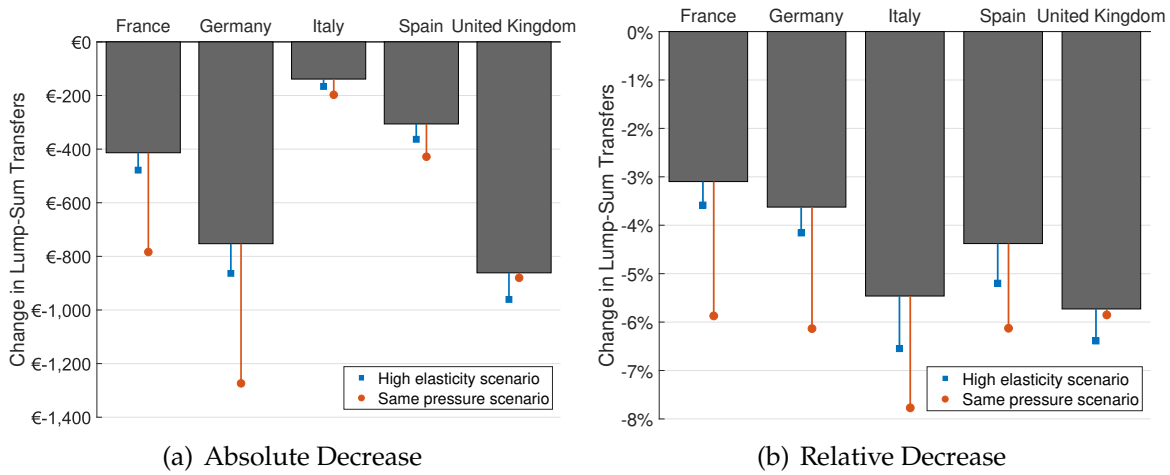 France Germany Italy Spain United Kingdom
€0
€-200
€-400
€-600
€-800
€-1,000
€-1,200
€-1,400
Change in Lump-Sum Transfers
High elasticity scenario
Same pressure scenario
(a) Absolute Decrease
France Germany Italy Spain United Kingdom
0%
-1%
-2%
-3%
-4%
-5%
-6%
-7%
-8%
Change in Lump-Sum Transfers
High elasticity scenario
Same pressure scenario
(b) Relative Decrease